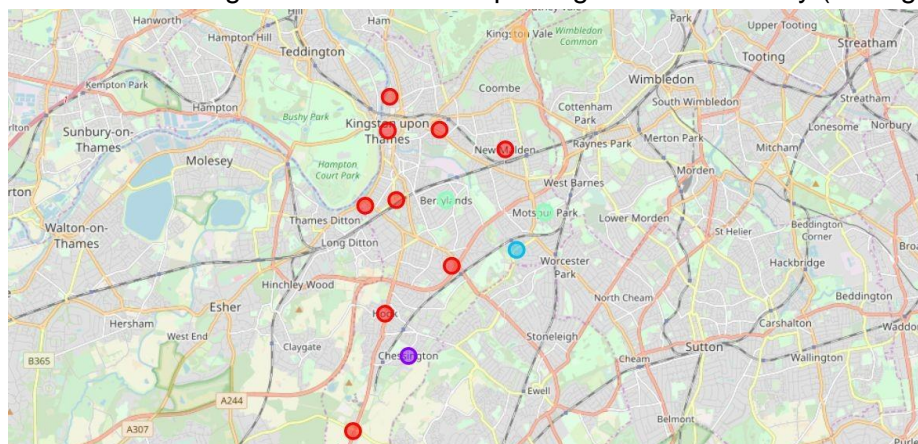 Hanworth
Hill
Ham
Kingston Vale
Wimbledon
Common
Park
Upper Tooting
Hampton Hill
Teddington
Streatham
Tooting
Kempton Park
Coombe
Wimbledon
Hampton
Bushy Park
Cottenham
Park
South Wimbledon
Streatham
Sunbury-on-
Thames
Kingston upon
Thames
Raynes Park
Merton Park
Lonesome
Norbury
Molesey
Hampton
Court Park
New Malden
Mitcham
Morden
West Barnes
Berrylands
Walton-on-
Thames
Thames Ditton
Motspur Park
Lower Morden
St Helier
Beddington
Corner
Long Ditton
Worcester
Park
Hackbridge
Hinchley Wood
North Cheam
Beddington
Esher
Hook
Hersham
West End
Stoneleigh
Carshalton
Claygate
Chessington
Sutton
Wallington
B365
Cheam
Ewell
A244
Belmont
A307